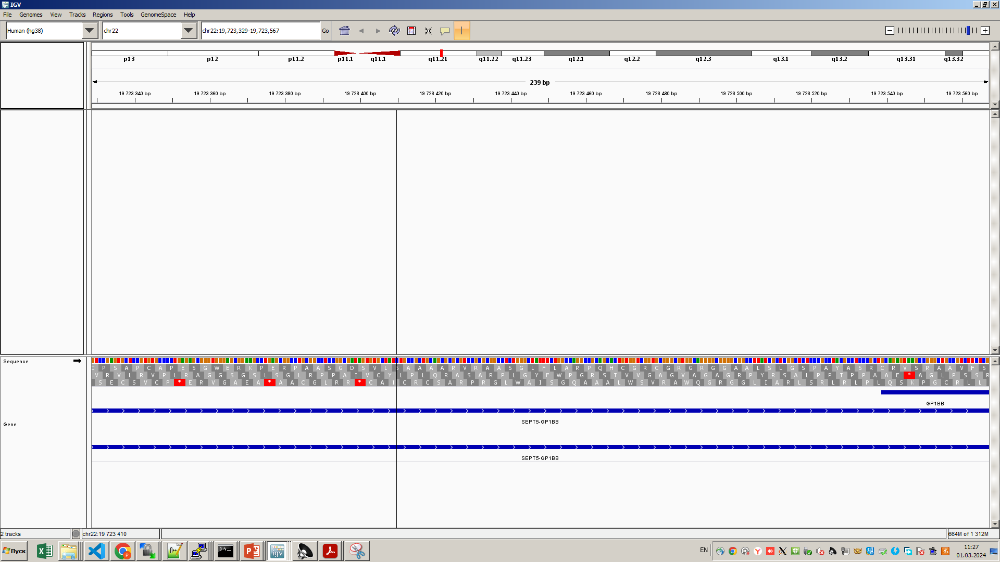 IGV
File Genomes View Tracks Regions Tools GenomeSpace Help
Human (hg38) chr22 chr22:19,723,329-19,723,567 Go
p13 p12 p11.2 p11.1 q11.1 q11.21 q11.22 q11.23 q12.1 q12.2 q12.3 q13.1 q13.2 q13.31 q13.32
239 bp
19 723 340 bp 19 723 360 bp 19 723 380 bp 19 723 400 bp 19 723 420 bp 19 723 440 bp 19 723 460 bp 19 723 480 bp 19 723 500 bp 19 723 520 bp 19 723 540 bp 19 723 560 bp
Sequence
C P S A P C A P E S G W E R K P E R P A A S G D S V L S A A A A R V R A A S G L F L A R P Q H C G R C G R G R G G A A L S L G S P A Y A S R C R V S R A A V F S
V R V L R V P L R A G G S G S L S G L R P P A I V C Y L P L Q R A S A R P L G Y F W P G R S T V V G A G V A G A G R P Y R S A L P P T P P A A E * A G L P S S R
S E C S V C P * E R V G A E A * A A C G L R R * C A I C R C S A R P R G L W A I S G Q A A A L W S V R A W Q G R G G L I A R L S R L R L P L Q S K P G C R L L
GP1BB
SEPT5-GP1BB
Gene
SEPT5-GP1BB
2 tracks chr22:19 723 410 664M of 1 312M
Пуск EN 11:27
01.03.2024